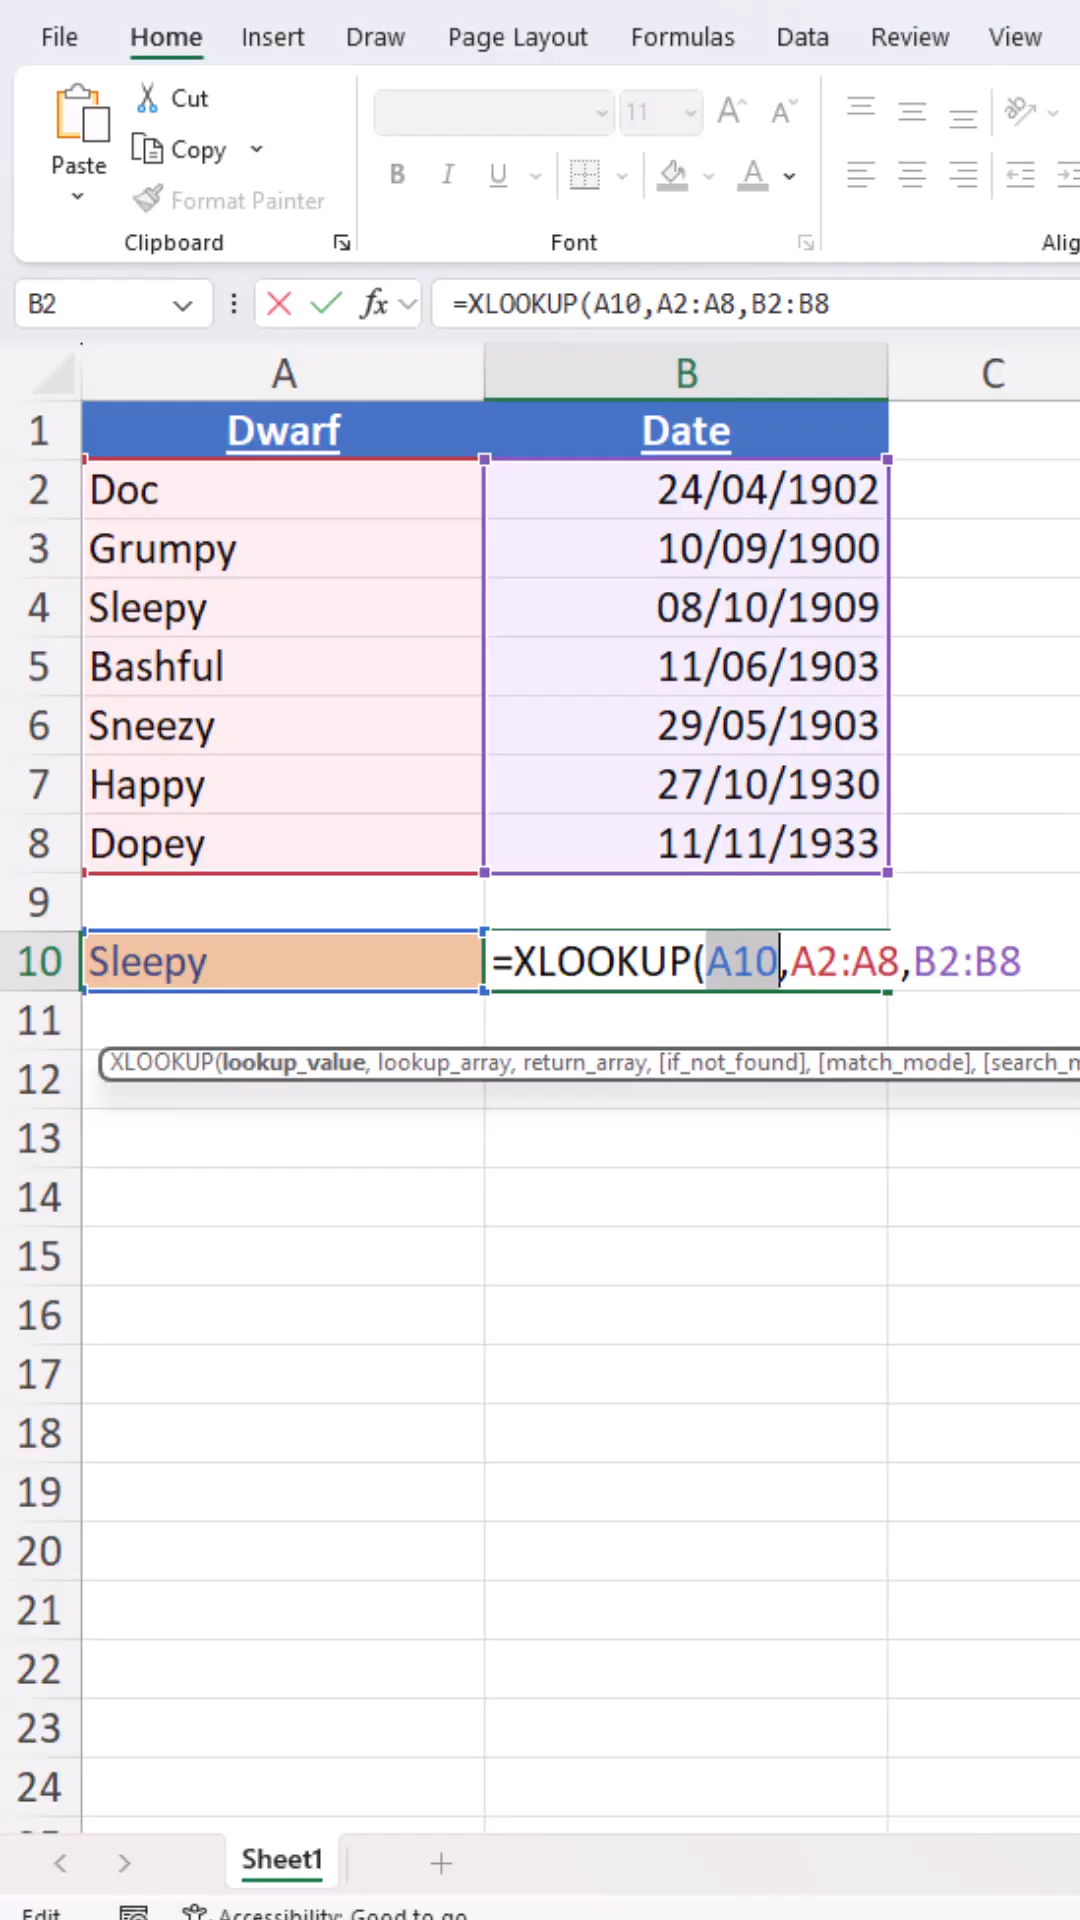 File Home Insert Draw Page Layout Formulas Data Review View
Cut
Copy
Paste
Format Painter
11
A A
B I U A
Clipboard Font Alig
B2 fx =XLOOKUP(A10,A2:A8,B2:B8
A B C
1 Dwarf Date
2 Doc 24/04/1902
3 Grumpy 10/09/1900
4 Sleepy 08/10/1909
5 Bashful 11/06/1903
6 Sneezy 29/05/1903
7 Happy 27/10/1930
8 Dopey 11/11/1933
9
10 Sleepy =XLOOKUP(A10,A2:A8,B2:B8
11
XLOOKUP(lookup_value, lookup_array, return_array, [if_not_found], [match_mode], [search_m
12
13
14
15
16
17
18
19
20
21
22
23
24
Sheet1
Edit Accessibility: Good to go